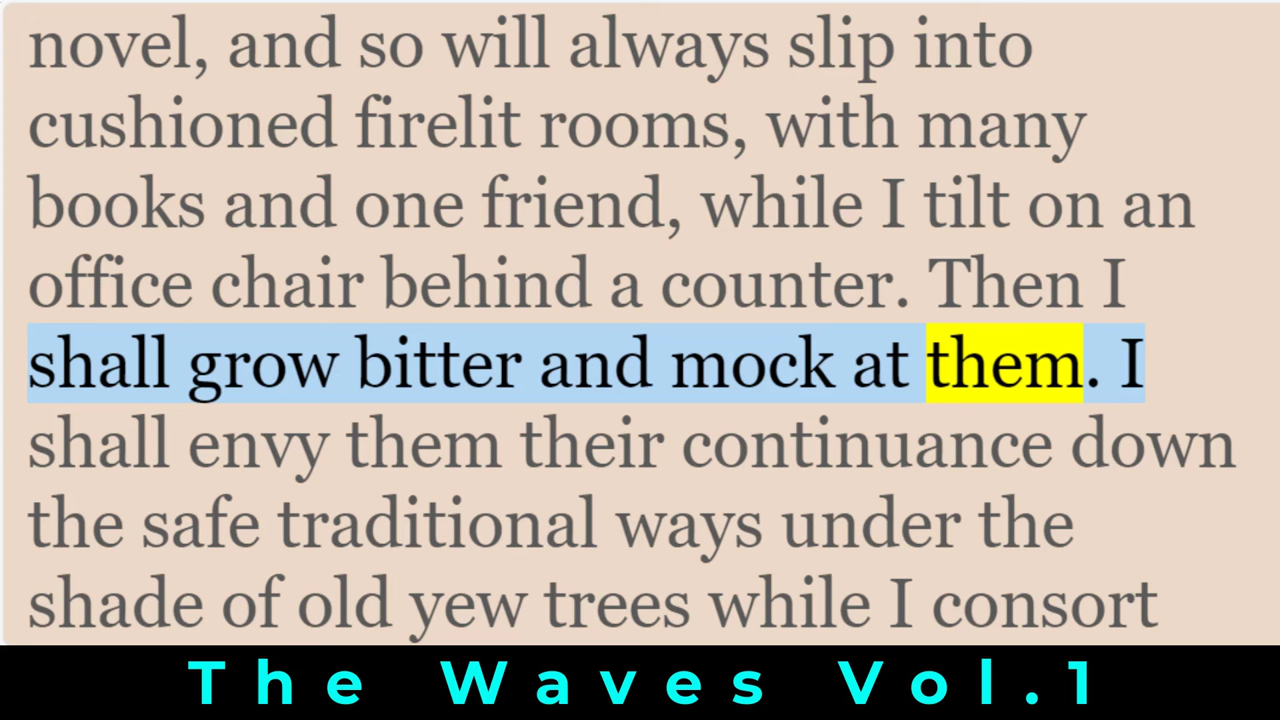 novel, and so will always slip into
cushioned firelit rooms, with many
books and one friend, while I tilt on an
office chair behind a counter. Then I
shall grow bitter and mock at them. I
shall envy them their continuance down
the safe traditional ways under the
shade of old yew trees while I consort
The Waves Vol.1